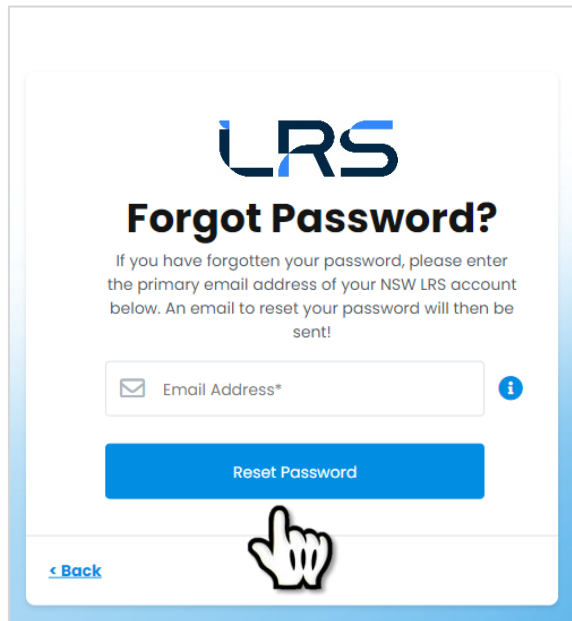 LRS
Forgot Password?
If you have forgotten your password, please enter
the primary email address of your NSW LRS account
below. An email to reset your password will then be
sent!
Email Address*
i
Reset Password
< Back